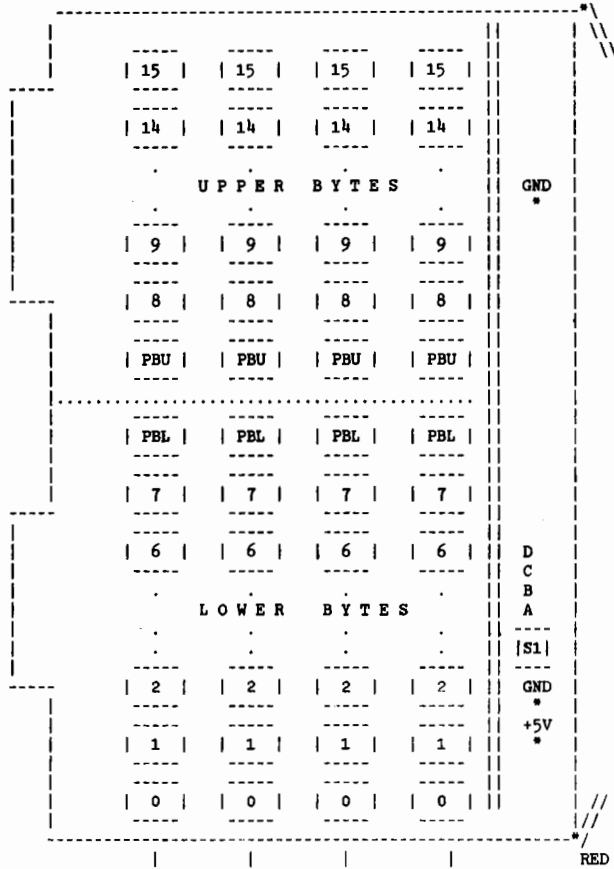 15 15 15 15
14 14 14 14
UPPER BYTES GND
*
9 9 9 9
8 8 8 8
PBU PBU PBU PBU
PBL PBL PBL PBL
7 7 7 7
6 6 6 6 D
C
B
LOWER BYTES A
S1
2 2 2 2 GND
*
+5V
1 1 1 1 *
0 0 0 0
RED